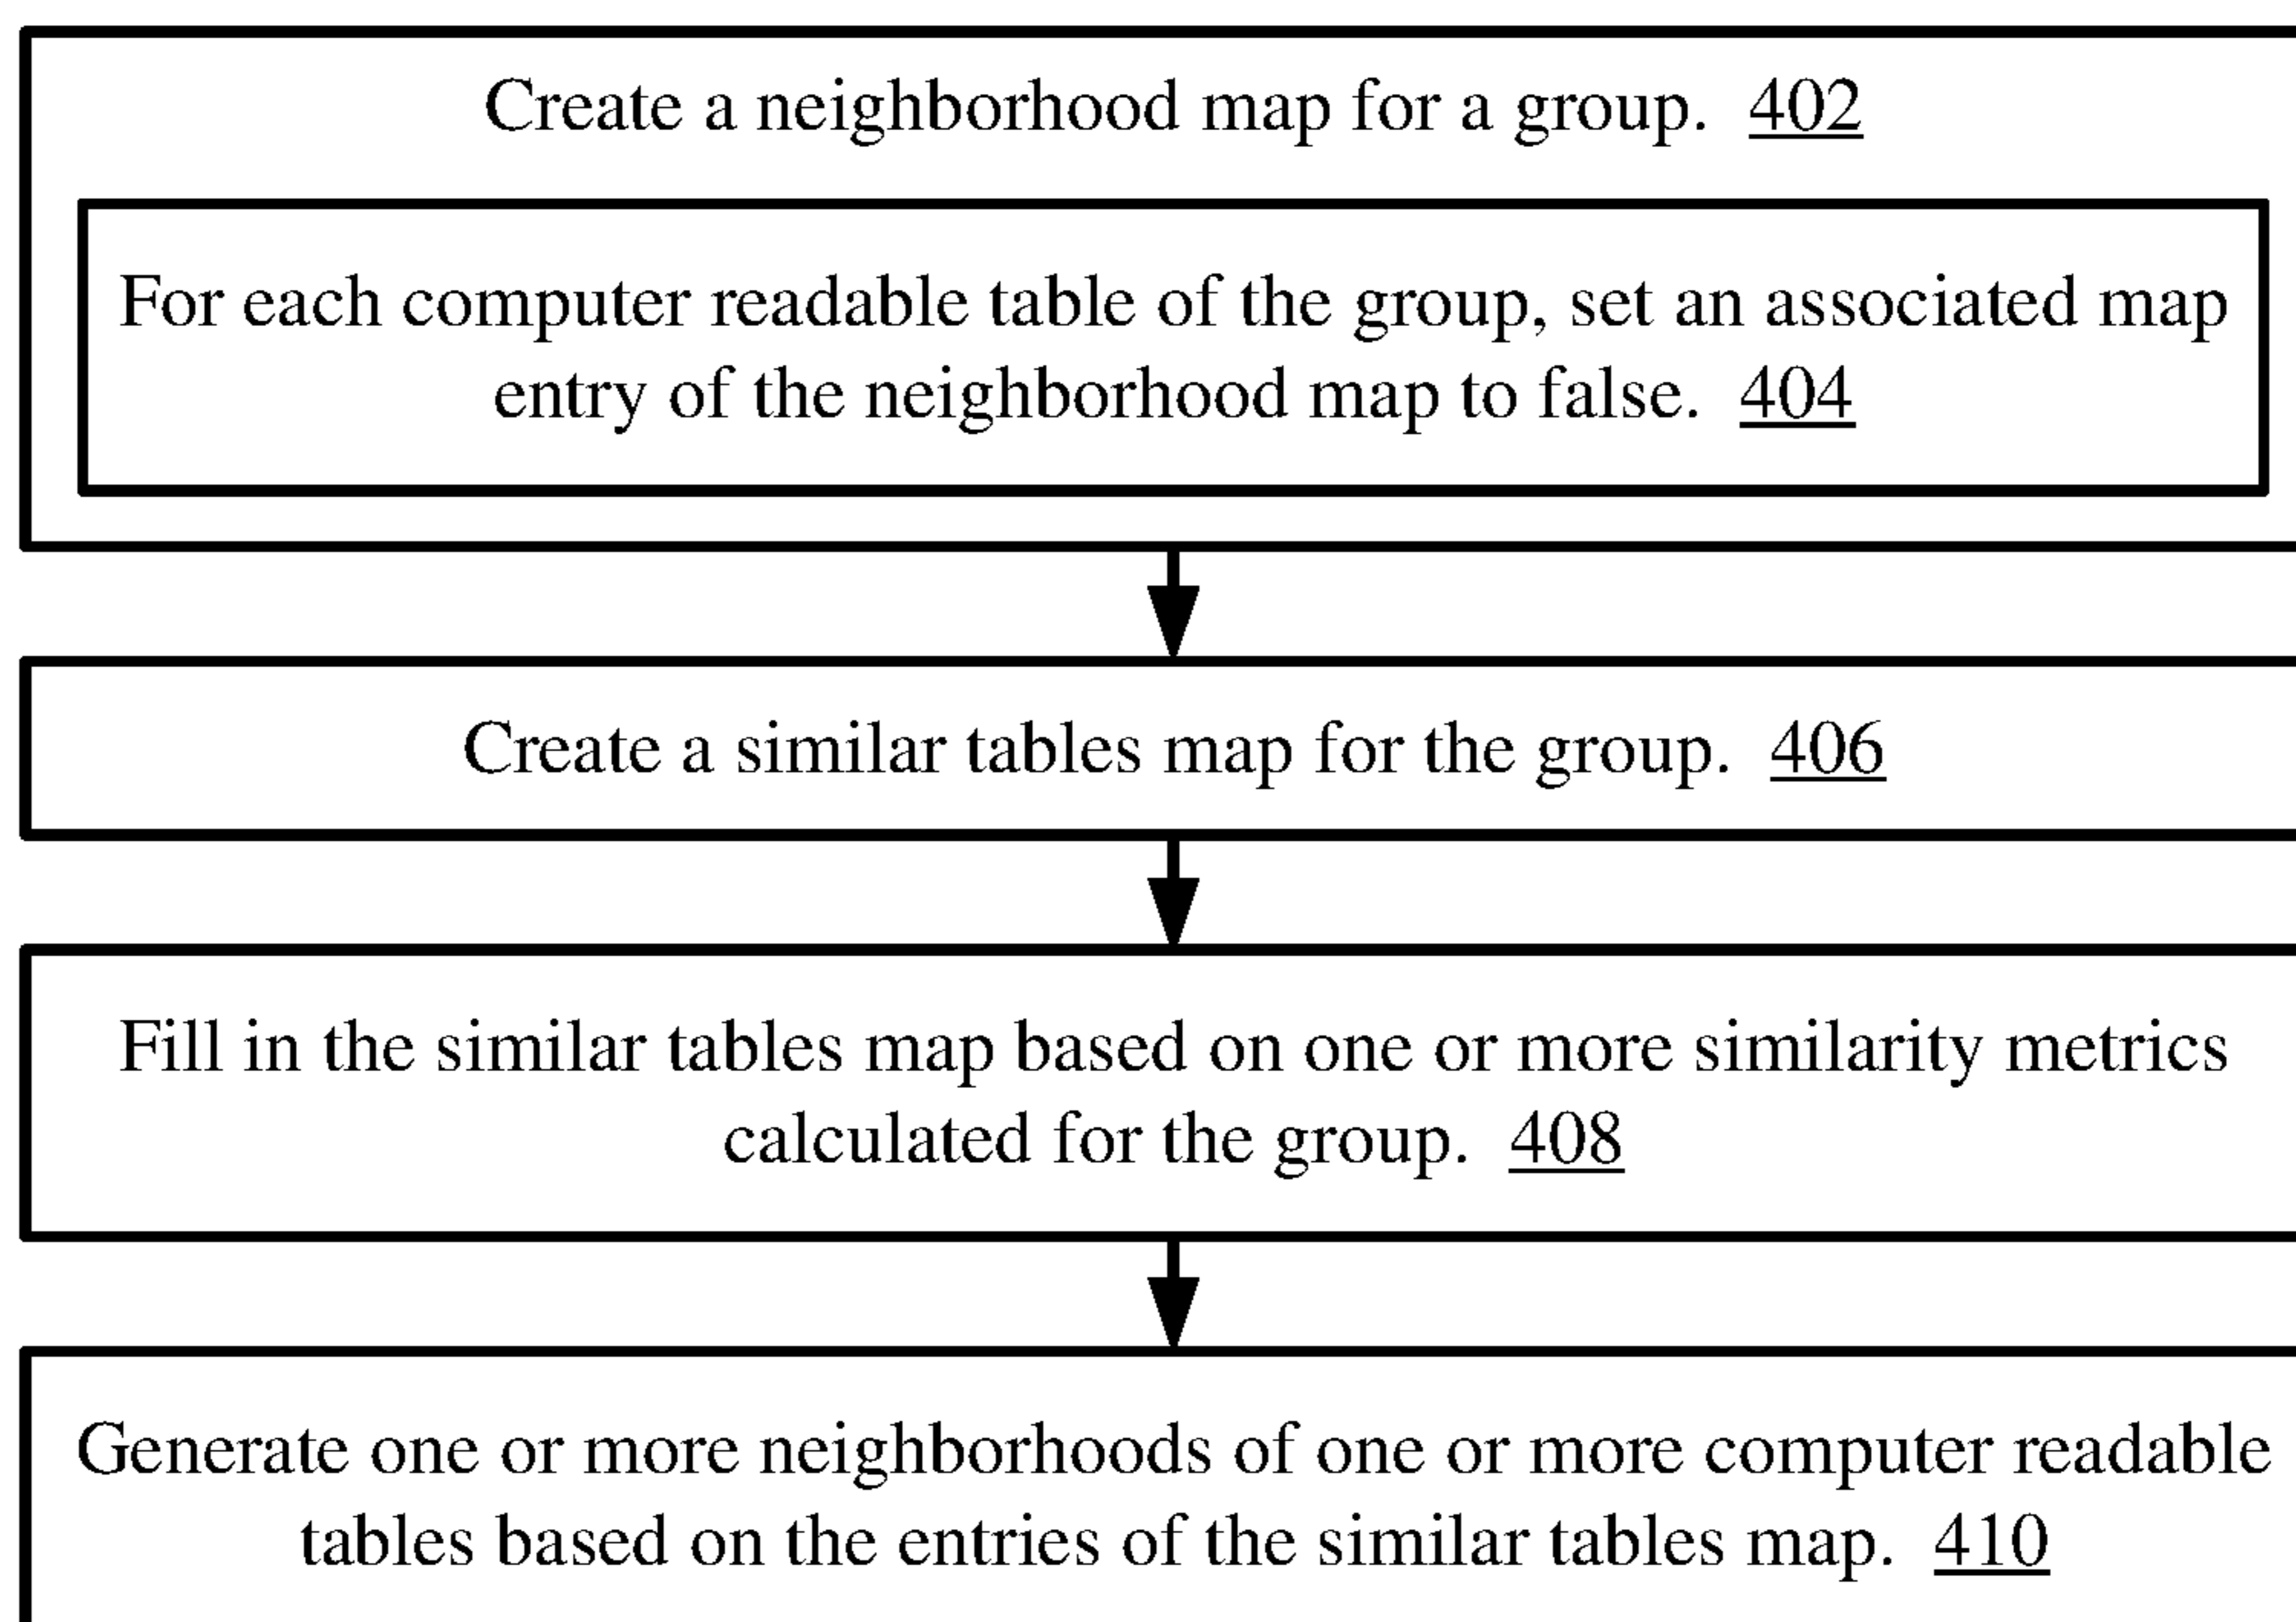 Create a neighborhood map for a group. 402
For each computer readable table of the group, set an associated map
entry of the neighborhood map to false. 404
Create a similar tables map for the group. 406
Fill in the similar tables map based on one or more similarity metrics
calculated for the group. 408
Generate one or more neighborhoods of one or more computer readable
tables based on the entries of the similar tables map. 410